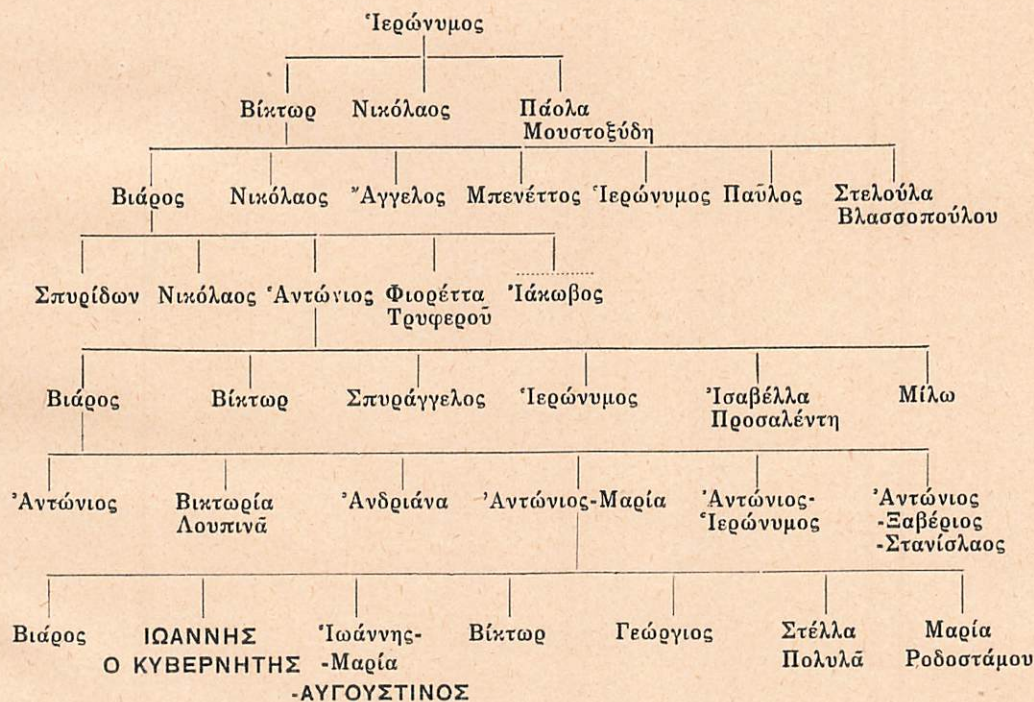 Ἱερώνυμος
Βίκτωρ Νικόλαος Πάολα
Μουστοξύδη
Βιάρος Νικόλαος Ἄγγελος Μπενέττος Ἱερώνυμος Παῦλος Στελούλα
Βλασσοπούλου
Σπυρίδων Νικόλαος Ἀντώνιος Φιορέττα Ἰάκωβος
Τρυφεροῦ
Βιάρος Βίκτωρ Σπυράγγελος Ἱερώνυμος Ἰσαβέλλα Μίλω
Προσαλέντη
Ἀντώνιος Βικτωρία Ἀνδριάνα Ἀντώνιος-Μαρία Ἀντώνιος- Ἀντώνιος
Λουπινᾶ Ἱερώνυμος -Ξαβέριος
-Στανίσλαος
Βιάρος ΙΩΑΝΝΗΣ Ἰωάννης- Βίκτωρ Γεώργιος Στέλλα Μαρία
Ο ΚΥΒΕΡΝΗΤΗΣ -Μαρία Πολυλᾶ Ροδοστάμου
-ΑΥΓΟΥΣΤΙΝΟΣ